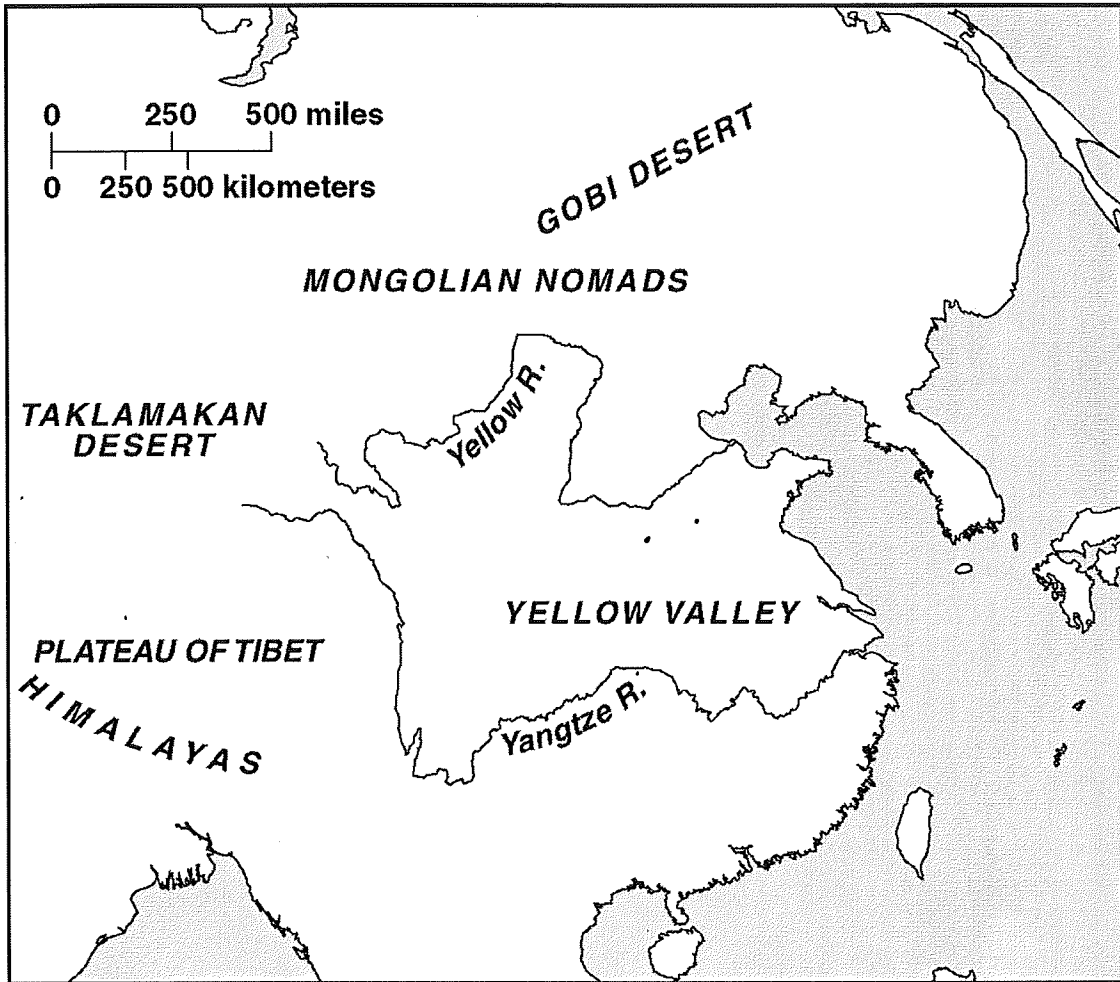 0 250 500 miles
0 250 500 kilometers
GOBI DESERT
MONGOLIAN NOMADS
Yellow R.
TAKLAMAKAN
DESERT
YELLOW VALLEY
PLATEAU OF TIBET
HIMALAYAS
Yangtze R.